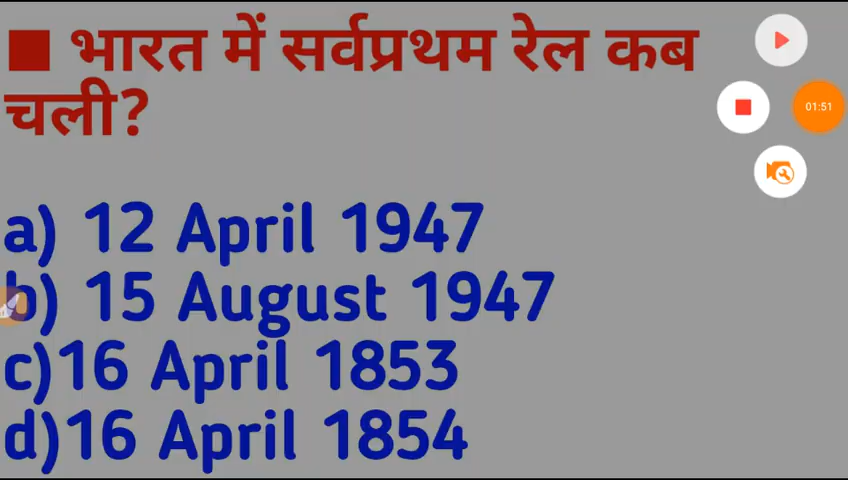 ■ भारत में सर्वप्रथम रेल कब
चली?
01:51
a) 12 April 1947
b) 15 August 1947
c)16 April 1853
d)16 April 1854